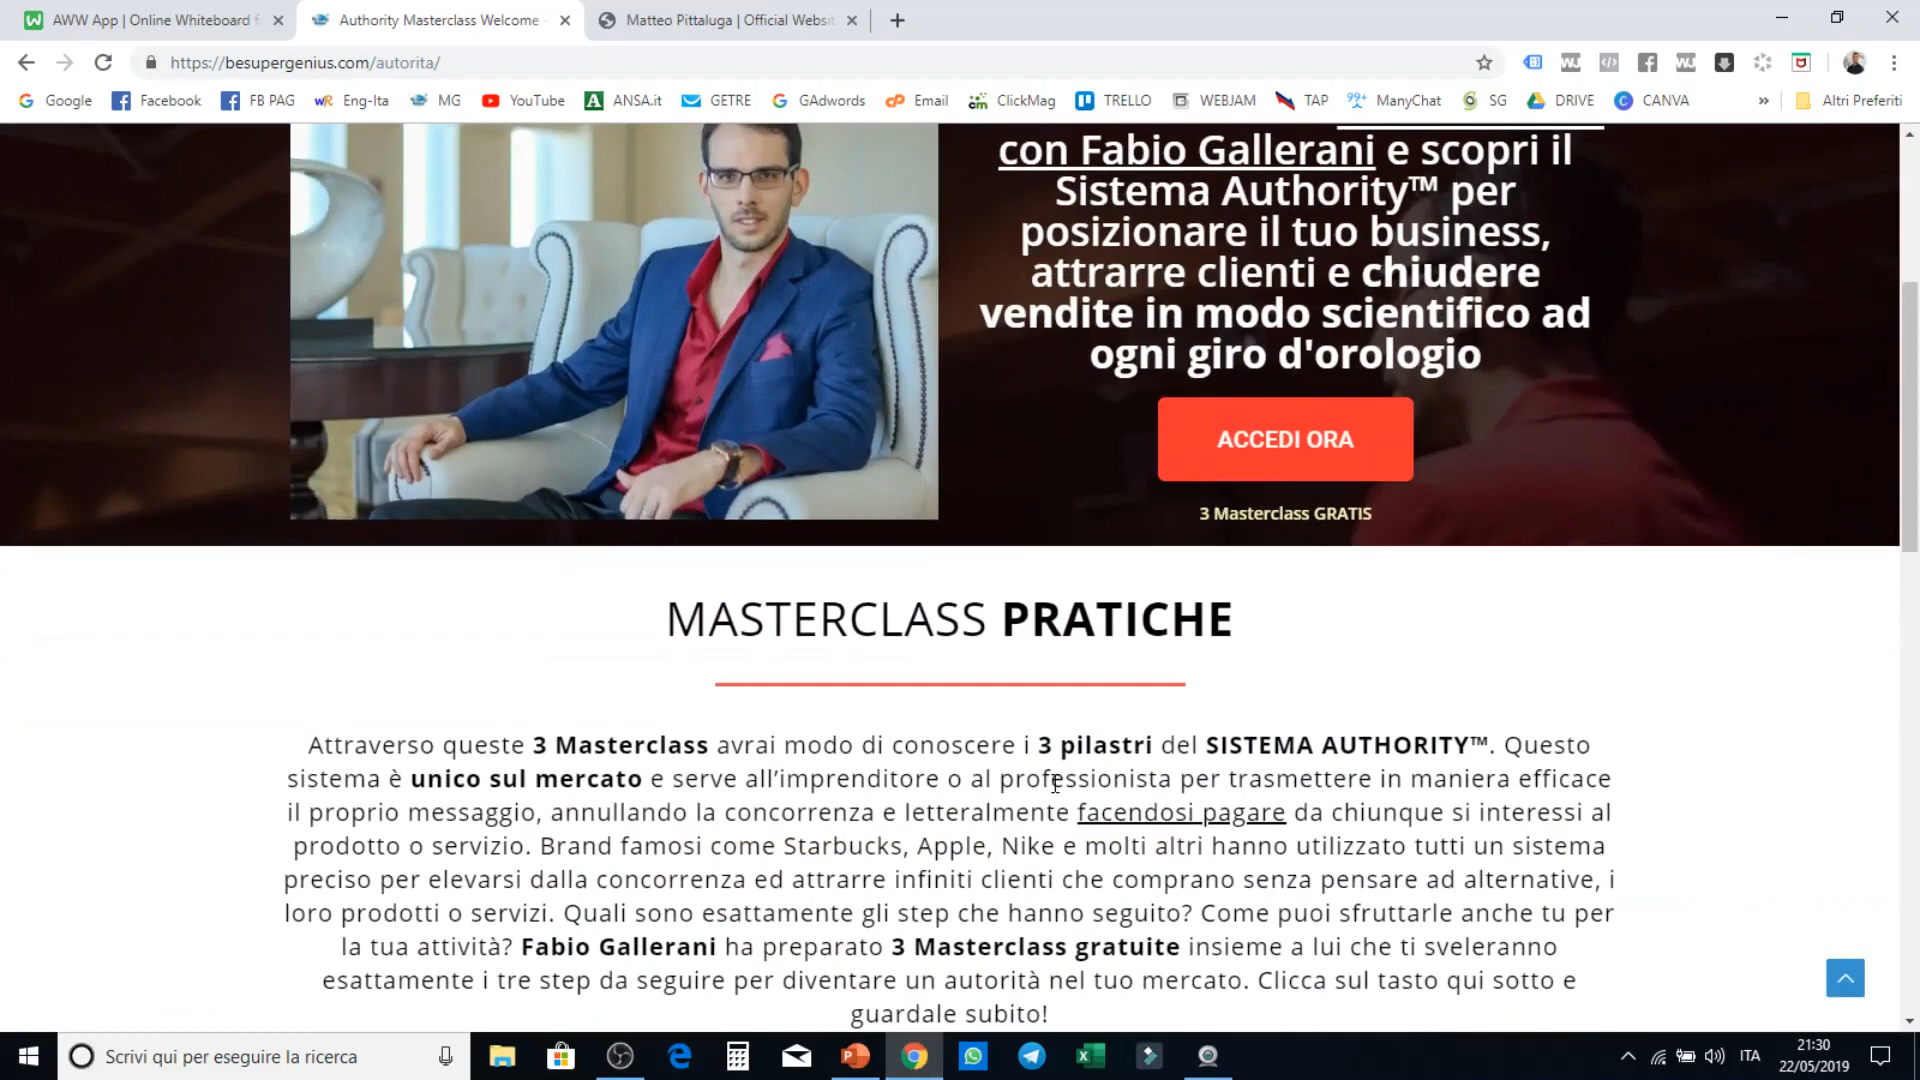 AWW App | Online Whiteboard f
Authority Masterclass Welcome -
Matteo Pittaluga | Official Websi
https://besupergenius.com/autorita/
Google
Facebook
FB PAG
Eng-Ita
MG
YouTube
ANSA.it
GETRE
GAdwords
Email
ClickMag
TRELLO
WEBJAM
TAP
ManyChat
SG
DRIVE
CANVA
»
Altri Preferiti
con Fabio Gallerani e scopri il
Sistema Authority™ per
posizionare il tuo business,
attrarre clienti e chiudere
vendite in modo scientifico ad
ogni giro d'orologio
ACCEDI ORA
3 Masterclass GRATIS
MASTERCLASS PRATICHE
Attraverso queste 3 Masterclass avrai modo di conoscere i 3 pilastri del SISTEMA AUTHORITY™. Questo
sistema è unico sul mercato e serve all’imprenditore o al professionista per trasmettere in maniera efficace
il proprio messaggio, annullando la concorrenza e letteralmente facendosi pagare da chiunque si interessi al
prodotto o servizio. Brand famosi come Starbucks, Apple, Nike e molti altri hanno utilizzato tutti un sistema
preciso per elevarsi dalla concorrenza ed attrarre infiniti clienti che comprano senza pensare ad alternative, i
loro prodotti o servizi. Quali sono esattamente gli step che hanno seguito? Come puoi sfruttarle anche tu per
la tua attività? Fabio Gallerani ha preparato 3 Masterclass gratuite insieme a lui che ti sveleranno
esattamente i tre step da seguire per diventare un autorità nel tuo mercato. Clicca sul tasto qui sotto e
guardale subito!
Scrivi qui per eseguire la ricerca
ITA
21:30
22/05/2019